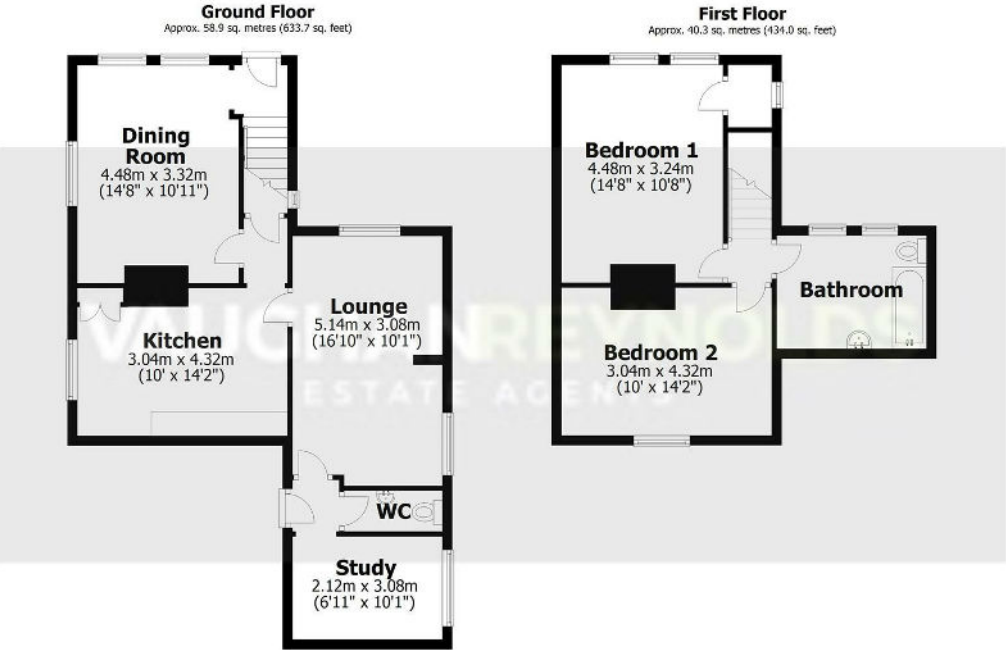 Ground Floor
Approx. 58.9 sq. metres (633.7 sq. feet)
Dining
Room
4.48m x 3.32m
(14'8" x 10'11")
Kitchen
3.04m x 4.32m
(10' x 14'2")
Lounge
5.14m x 3.08m
(16'10" x 10'1")
WC
Study
2.12m x 3.08m
(6'11" x 10'1")
First Floor
Approx. 40.3 sq. metres (434.0 sq. feet)
Bedroom 1
4.48m x 3.24m
(14'8" x 10'8")
Bathroom
Bedroom 2
3.04m x 4.32m
(10' x 14'2")
VAUGHANREYNOLDS
ESTATE AGENTS